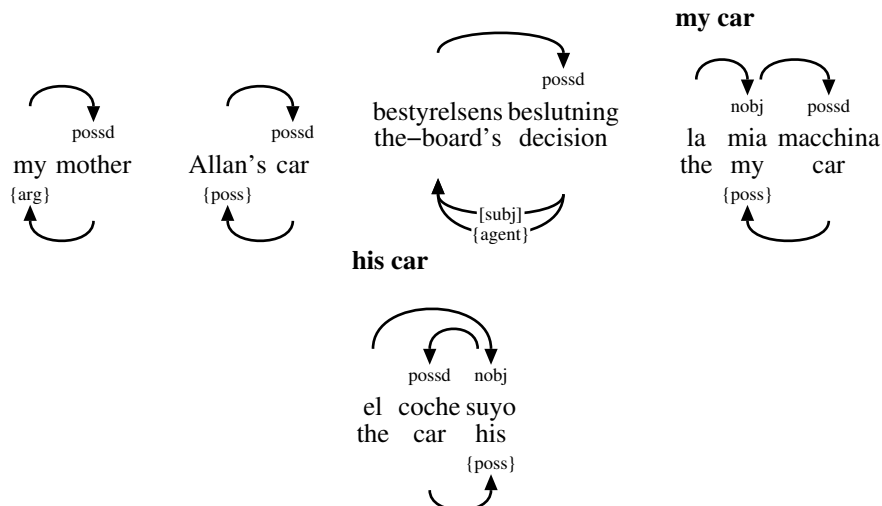 my car
possd
possd
possd
nobj possd
my mother
Allan's car
bestyrelsens beslutning
the–board's decision
la mia macchina
the my car
{arg}
{poss}
[subj]
{agent}
{poss}
his car
possd nobj
el coche suyo
the car his
{poss}